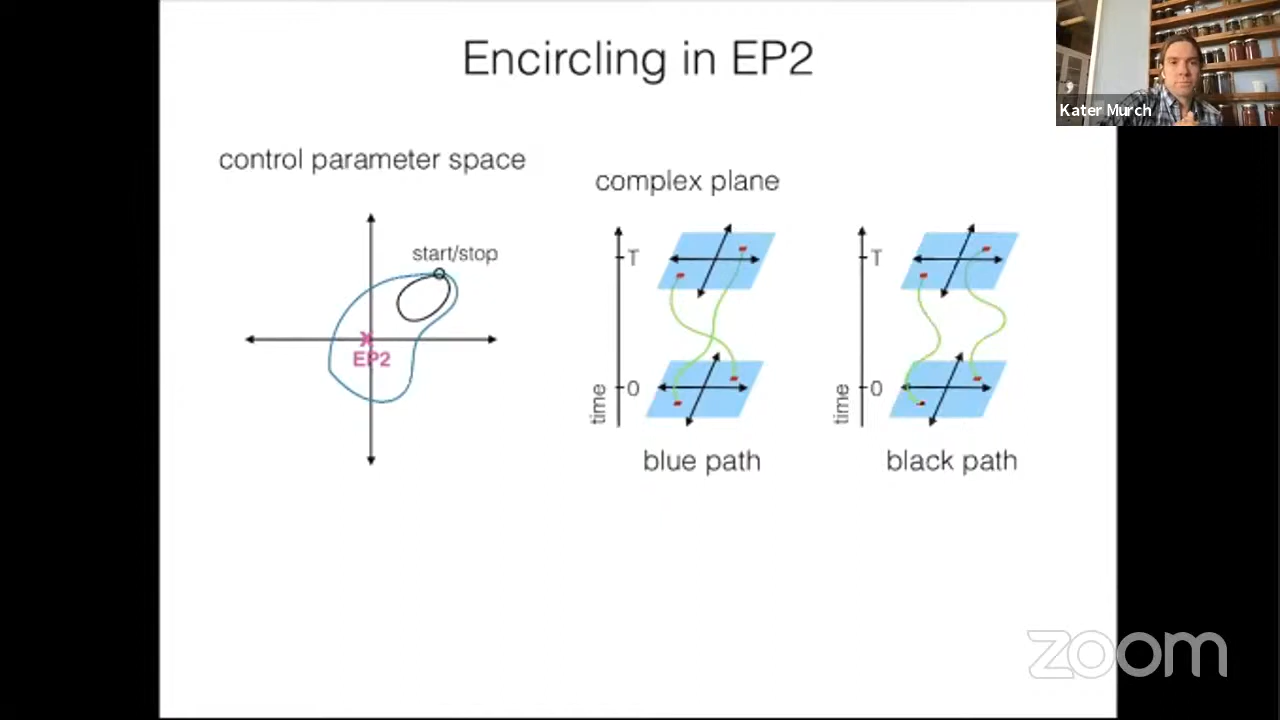 Encircling in EP2
Kater Murch
control parameter space
complex plane
start/stop
EP2
T
0
time
T
0
time
blue path
black path
zoom